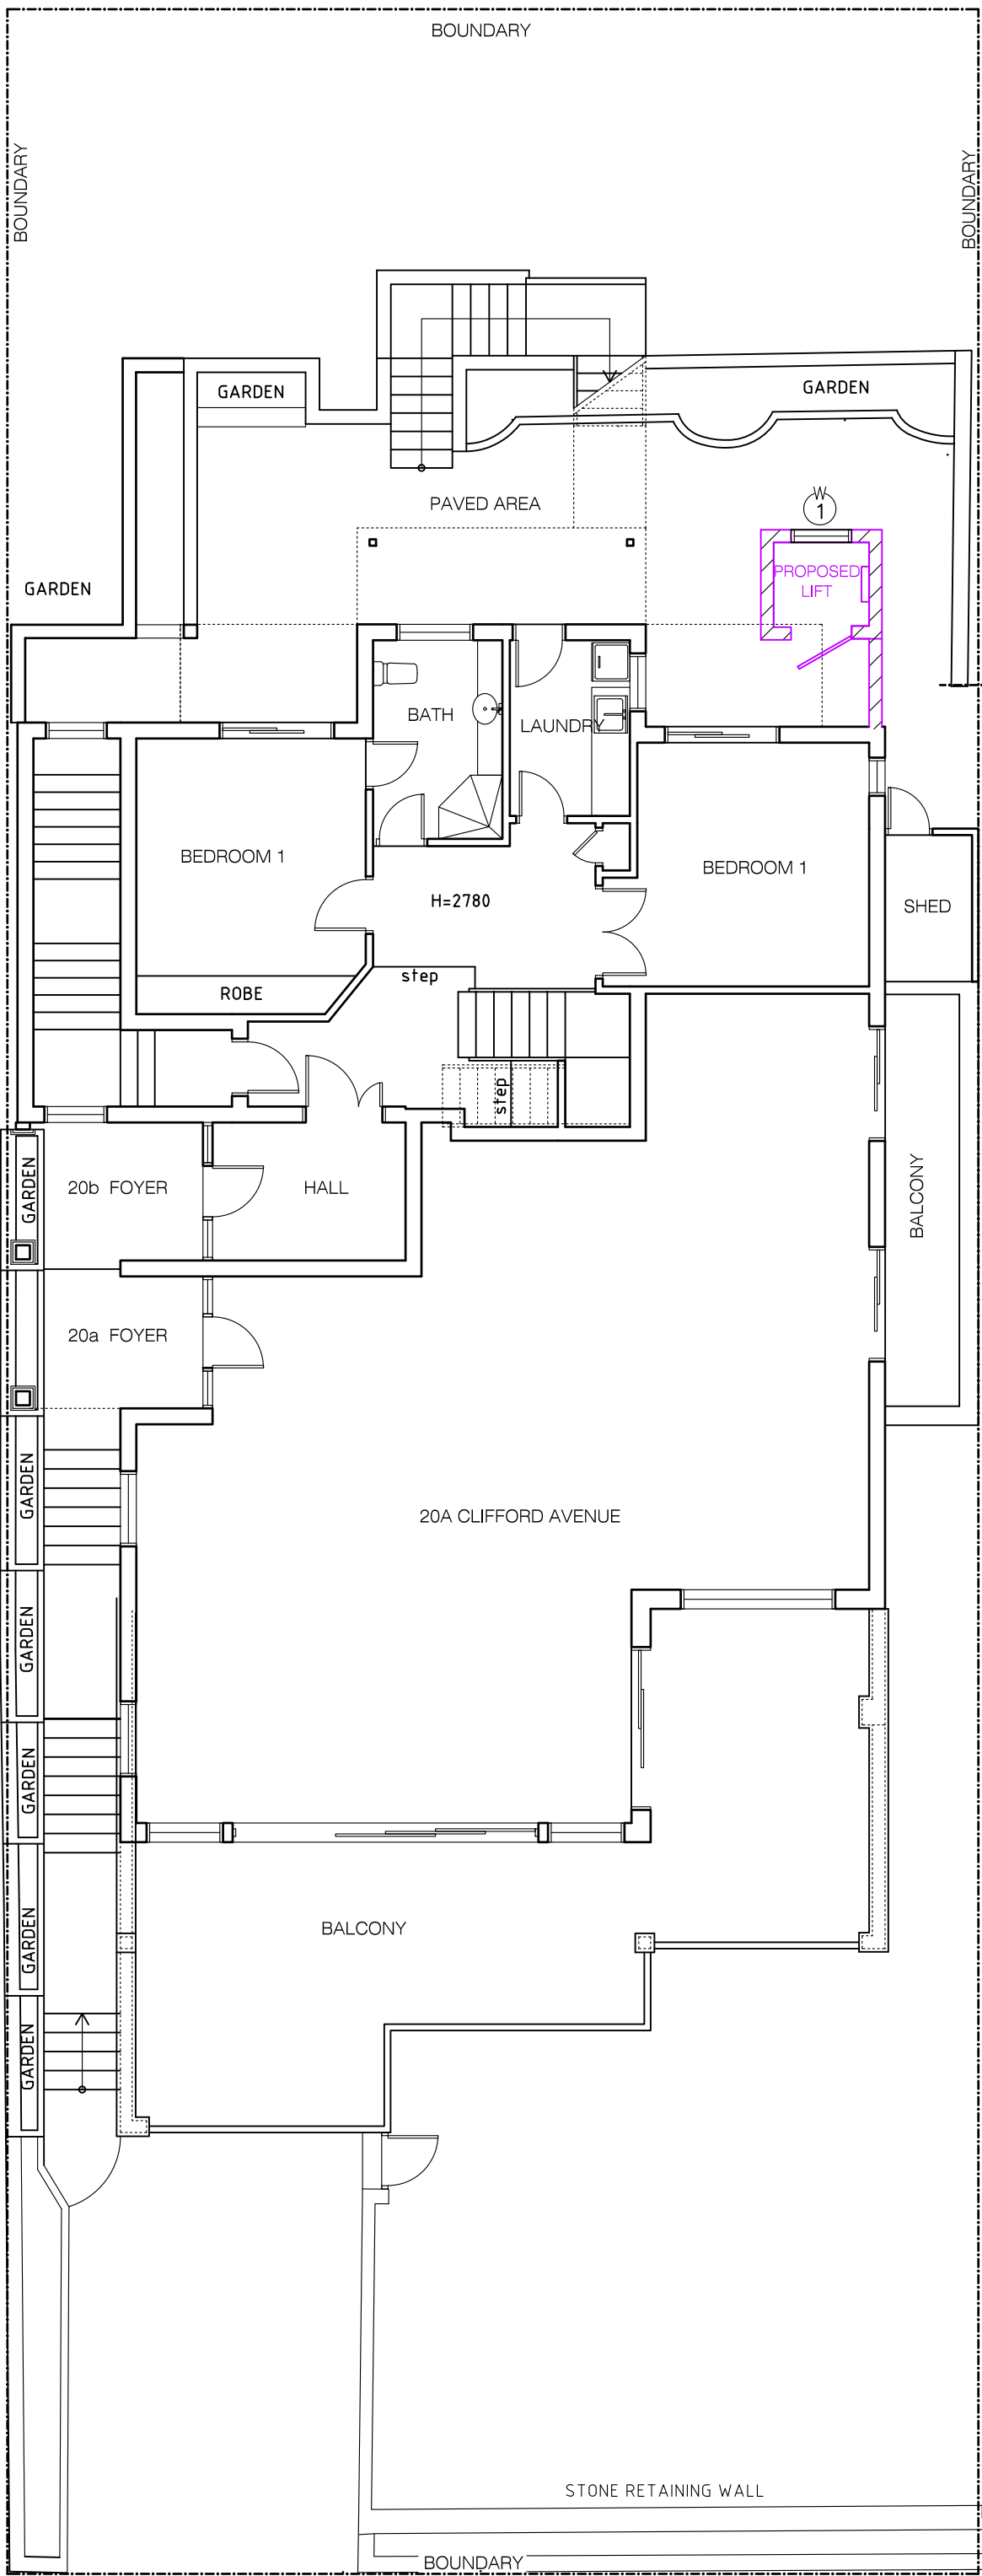 BOUNDARY
BOUNDARY
BOUNDARY
GARDEN
GARDEN
PAVED AREA
W
1
PROPOSED
LIFT
GARDEN
BATH
LAUNDRY
BEDROOM 1
BEDROOM 1
H=2780
SHED
step
ROBE
step
GARDEN
20b FOYER
HALL
BALCONY
20a FOYER
GARDEN
20A CLIFFORD AVENUE
GARDEN
GARDEN
GARDEN
BALCONY
GARDEN
STONE RETAINING WALL
BOUNDARY